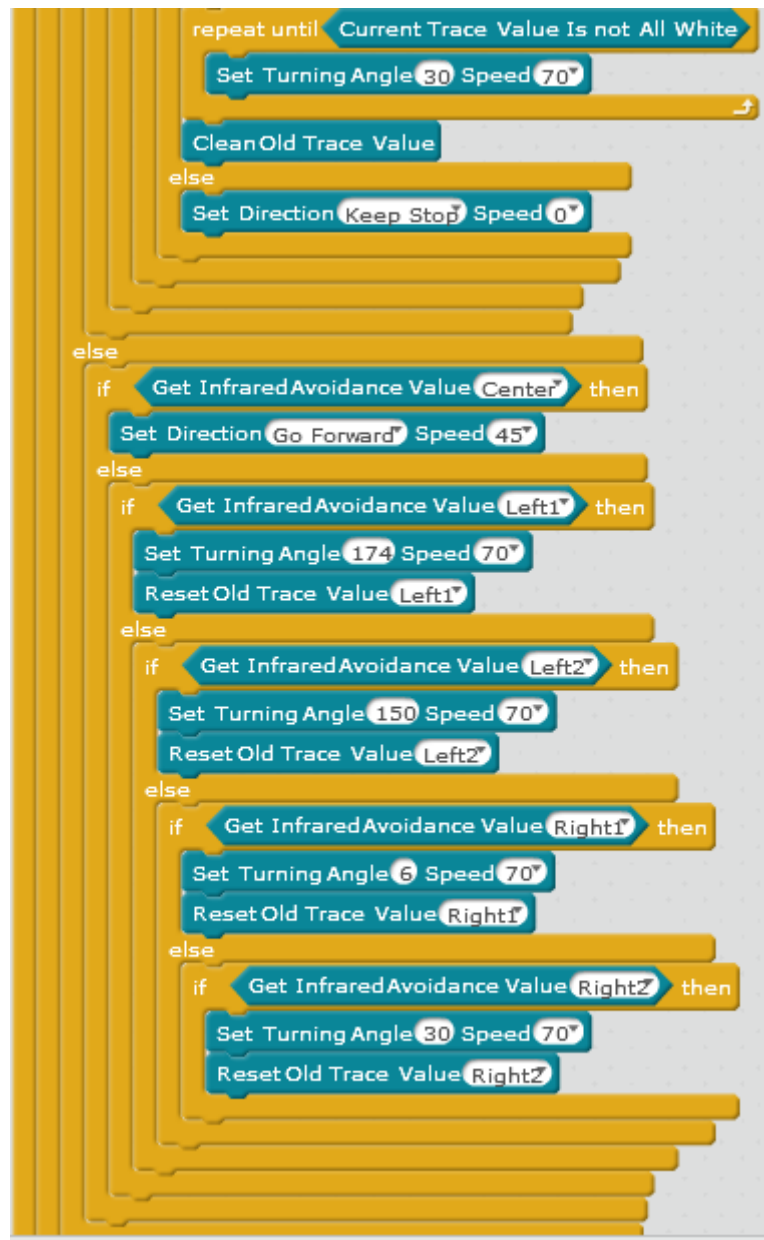 repeat until Current Trace Value Is not All White
Set Turning Angle 30 Speed 70
Clean Old Trace Value
else
Set Direction Keep Stop Speed 0
else
if Get Infrared Avoidance Value Center then
Set Direction Go Forward Speed 45
else
if Get Infrared Avoidance Value Left1 then
Set Turning Angle 174 Speed 70
Reset Old Trace Value Left1
else
if Get Infrared Avoidance Value Left2 then
Set Turning Angle 150 Speed 70
Reset Old Trace Value Left2
else
if Get Infrared Avoidance Value Right1 then
Set Turning Angle 6 Speed 70
Reset Old Trace Value Right1
else
if Get Infrared Avoidance Value Right2 then
Set Turning Angle 30 Speed 70
Reset Old Trace Value Right2